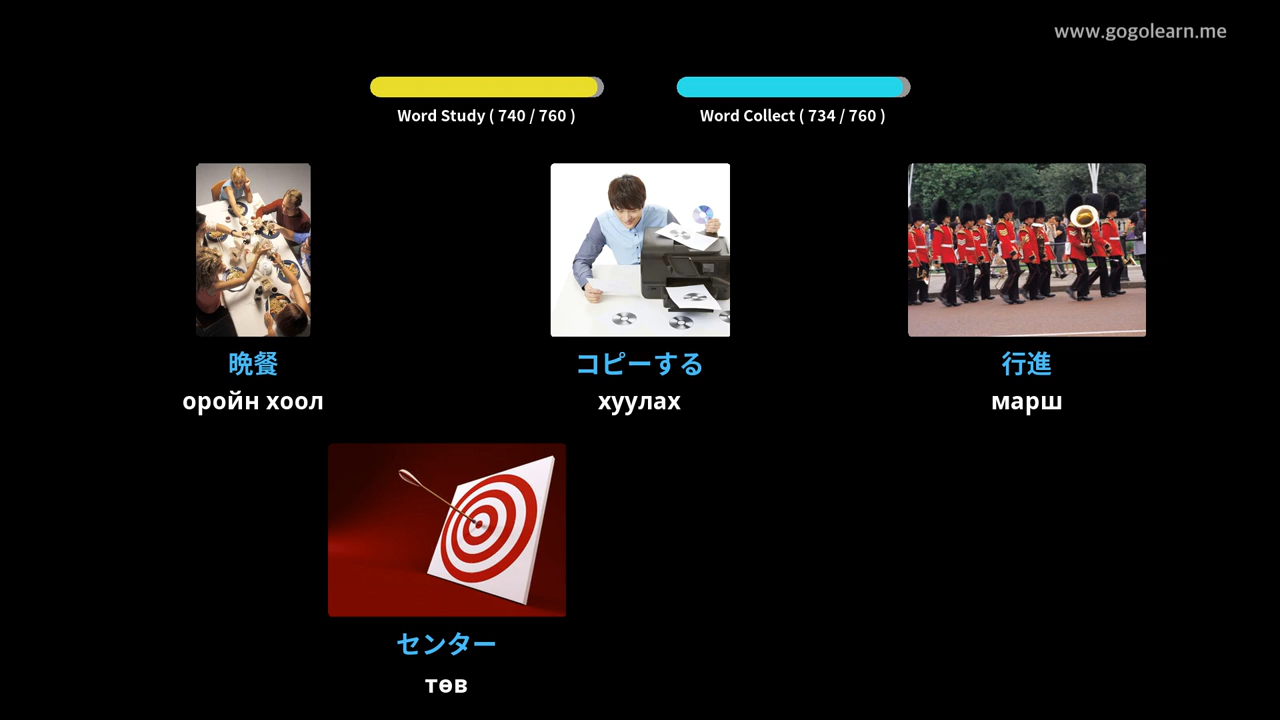 www.gogolearn.me
Word Study ( 740 / 760 )
Word Collect ( 734 / 760 )
晩餐
コピーする
行進
оройн хоол
хуулах
марш
センター
төв